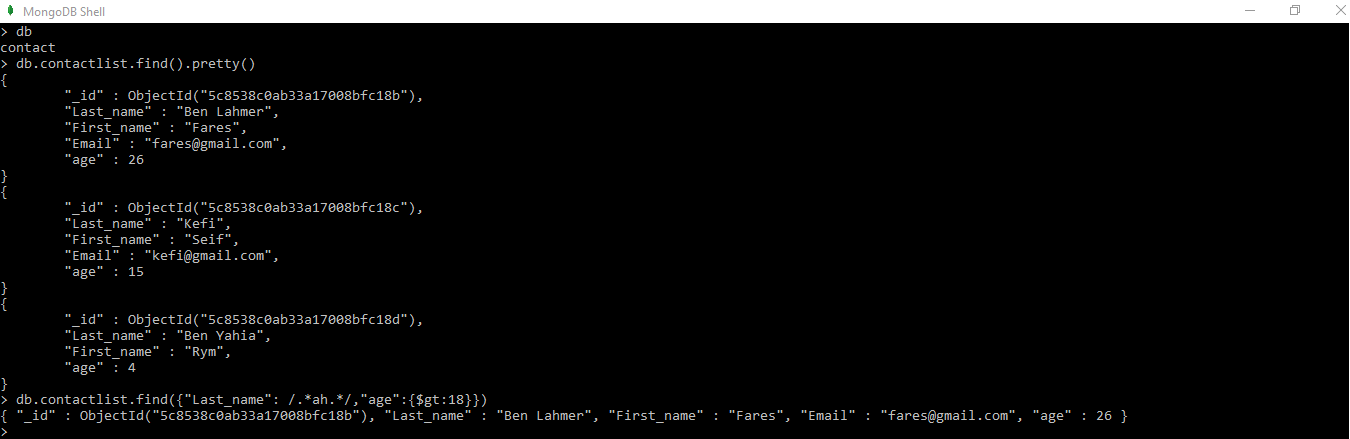 MongoDB Shell
> db
contact
> db.contactlist.find().pretty()
{
        "_id" : ObjectId("5c8538c0ab33a17008bfc18b"),
        "Last_name" : "Ben Lahmer",
        "First_name" : "Fares",
        "Email" : "fares@gmail.com",
        "age" : 26
}
{
        "_id" : ObjectId("5c8538c0ab33a17008bfc18c"),
        "Last_name" : "Kefi",
        "First_name" : "Seif",
        "Email" : "kefi@gmail.com",
        "age" : 15
}
{
        "_id" : ObjectId("5c8538c0ab33a17008bfc18d"),
        "Last_name" : "Ben Yahia",
        "First_name" : "Rym",
        "age" : 4
}
> db.contactlist.find({"Last_name": /.*ah.*/,"age":{$gt:18}})
{ "_id" : ObjectId("5c8538c0ab33a17008bfc18b"), "Last_name" : "Ben Lahmer", "First_name" : "Fares", "Email" : "fares@gmail.com", "age" : 26 }
>